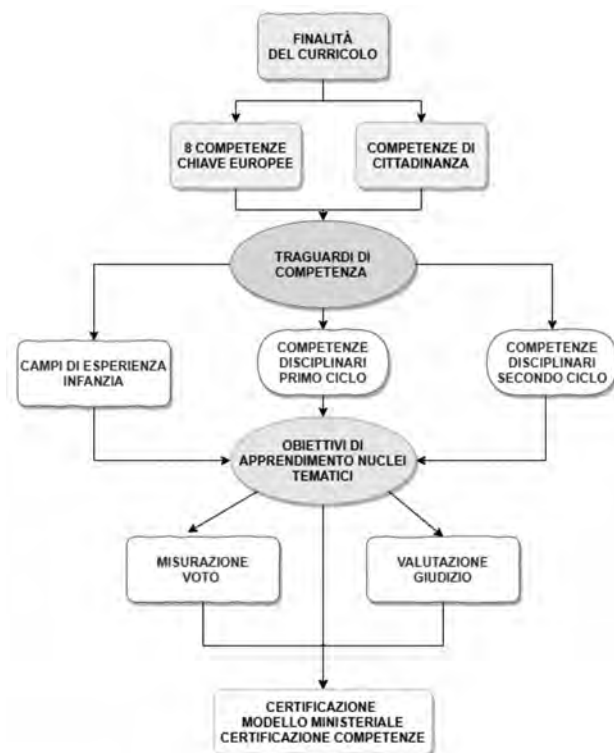 FINALITÀ
DEL CURRICOLO
8 COMPETENZE
CHIAVE EUROPEE
COMPETENZE DI
CITTADINANZA
TRAGUARDI DI
COMPETENZA
CAMPI DI ESPERIENZA
INFANZIA
COMPETENZE
DISCIPLINARI
PRIMO CICLO
COMPETENZE
DISCIPLINARI
SECONDO CICLO
OBIETTIVI DI
APPRENDIMENTO NUCLEI
TEMATICI
MISURAZIONE
VOTO
VALUTAZIONE
GIUDIZIO
CERTIFICAZIONE
MODELLO MINISTERIALE
CERTIFICAZIONE COMPETENZE